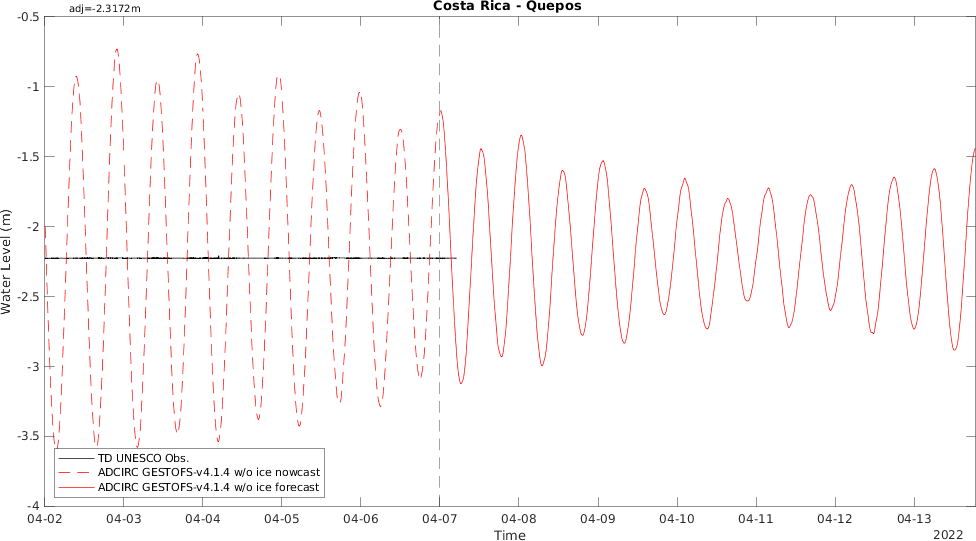 adj=-2.3172m
Costa Rica - Quepos
-0.5
-1
-1.5
-2
-2.5
-3
-3.5
-4
Water Level (m)
TD UNESCO Obs.
ADCIRC GESTOFS-v4.1.4 w/o ice nowcast
ADCIRC GESTOFS-v4.1.4 w/o ice forecast
04-02 04-03 04-04 04-05 04-06 04-07 04-08 04-09 04-10 04-11 04-12 04-13
Time
2022